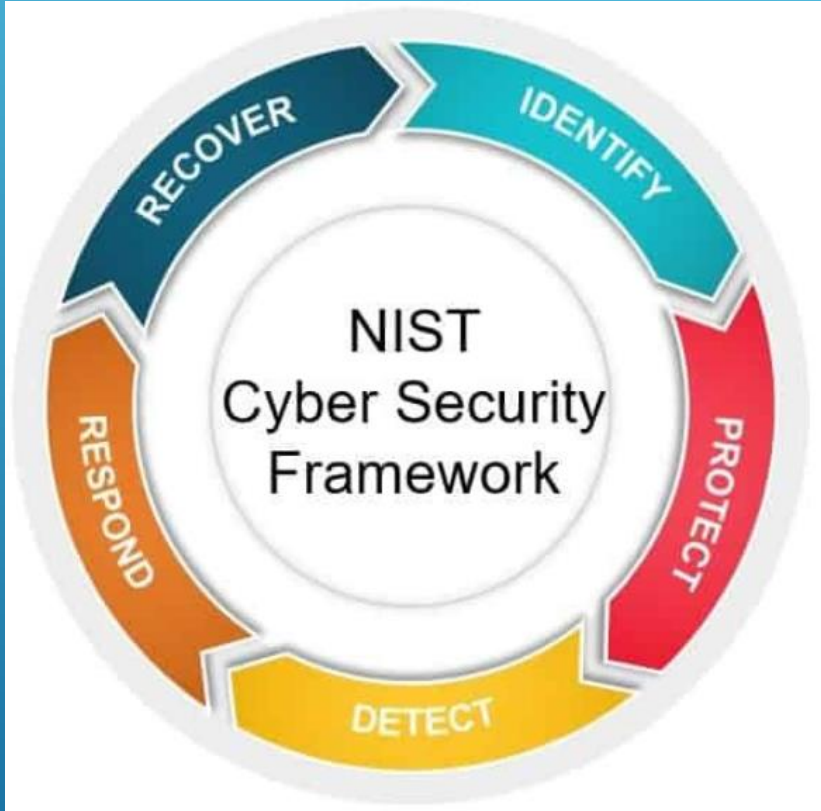 NIST
Cyber Security
Framework
IDENTIFY
PROTECT
DETECT
RESPOND
RECOVER